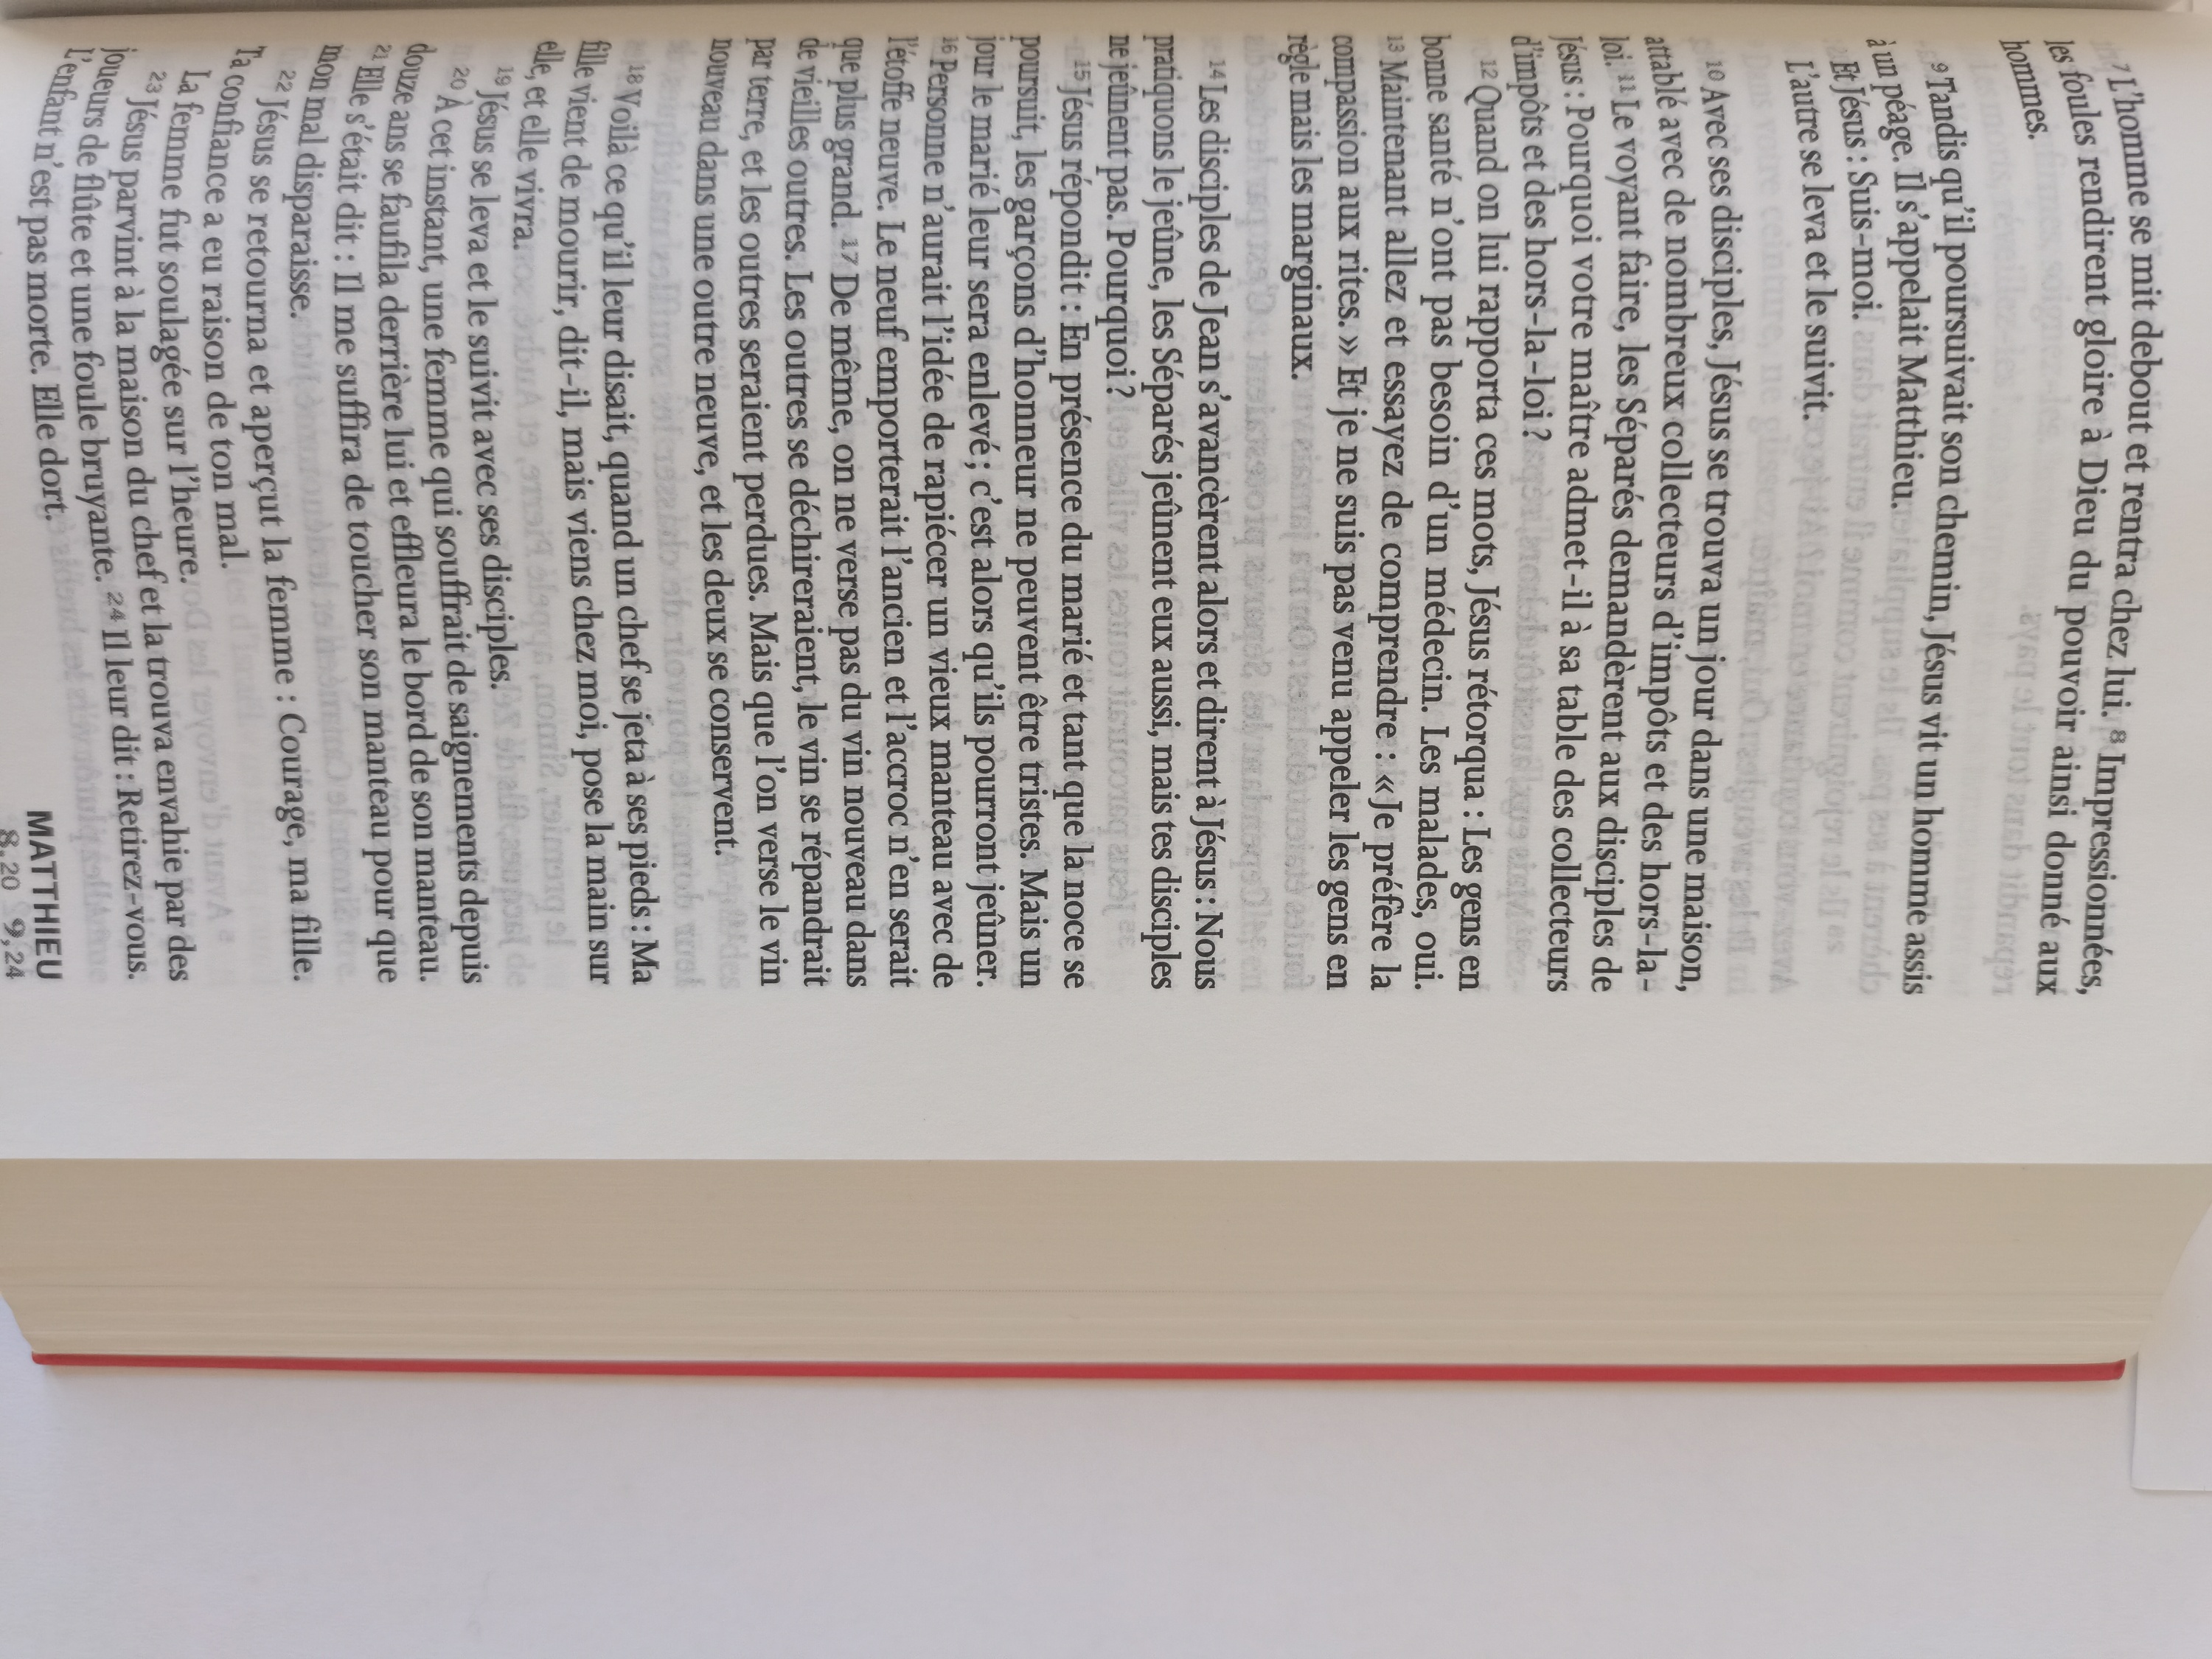 7 L'homme se mit debout et rentra chez lui. 8 Impressionnées,
les foules rendirent gloire à Dieu du pouvoir ainsi donné aux
hommes.
9 Tandis qu'il poursuivait son chemin, Jésus vit un homme assis
à un péage. Il s'appelait Matthieu.
Et Jésus : Suis-moi.
L'autre se leva et le suivit.
10 Avec ses disciples, Jésus se trouva un jour dans une maison,
attablé avec de nombreux collecteurs d'impôts et des hors-la-
loi. 11 Le voyant faire, les Séparés demandèrent aux disciples de
Jésus : Pourquoi votre maître admet-il à sa table des collecteurs
d'impôts et des hors-la-loi ?
12 Quand on lui rapporta ces mots, Jésus rétorqua : Les gens en
bonne santé n'ont pas besoin d'un médecin. Les malades, oui.
13 Maintenant allez et essayez de comprendre : « Je préfère la
compassion aux rites. » Et je ne suis pas venu appeler les gens en
règle mais les marginaux.
14 Les disciples de Jean s'avancèrent alors et dirent à Jésus : Nous
pratiquons le jeûne, les Séparés jeûnent eux aussi, mais tes disciples
ne jeûnent pas. Pourquoi ?
15 Jésus répondit : En présence du marié et tant que la noce se
poursuit, les garçons d'honneur ne peuvent être tristes. Mais un
jour le marié leur sera enlevé ; c'est alors qu'ils pourront jeûner.
16 Personne n'aurait l'idée de rapiécer un vieux manteau avec de
l'étoffe neuve. Le neuf emporterait l'ancien et l'accroc n'en serait
que plus grand. 17 De même, on ne verse pas du vin nouveau dans
de vieilles outres. Les outres se déchireraient, le vin se répandrait
par terre, et les outres seraient perdues. Mais que l'on verse le vin
nouveau dans une outre neuve, et les deux se conservent.
18 Voilà ce qu'il leur disait, quand un chef se jeta à ses pieds : Ma
fille vient de mourir, dit-il, mais viens chez moi, pose la main sur
elle, et elle vivra.
19 Jésus se leva et le suivit avec ses disciples.
20 À cet instant, une femme qui souffrait de saignements depuis
douze ans se faufila derrière lui et effleura le bord de son manteau.
21 Elle s'était dit : Il me suffira de toucher son manteau pour que
mon mal disparaisse.
22 Jésus se retourna et aperçut la femme : Courage, ma fille.
Ta confiance a eu raison de ton mal.
La femme fut soulagée sur l'heure.
23 Jésus parvint à la maison du chef et la trouva envahie par des
joueurs de flûte et une foule bruyante. 24 Il leur dit : Retirez-vous.
L'enfant n'est pas morte. Elle dort.
MATTHIEU
8,20 9,24